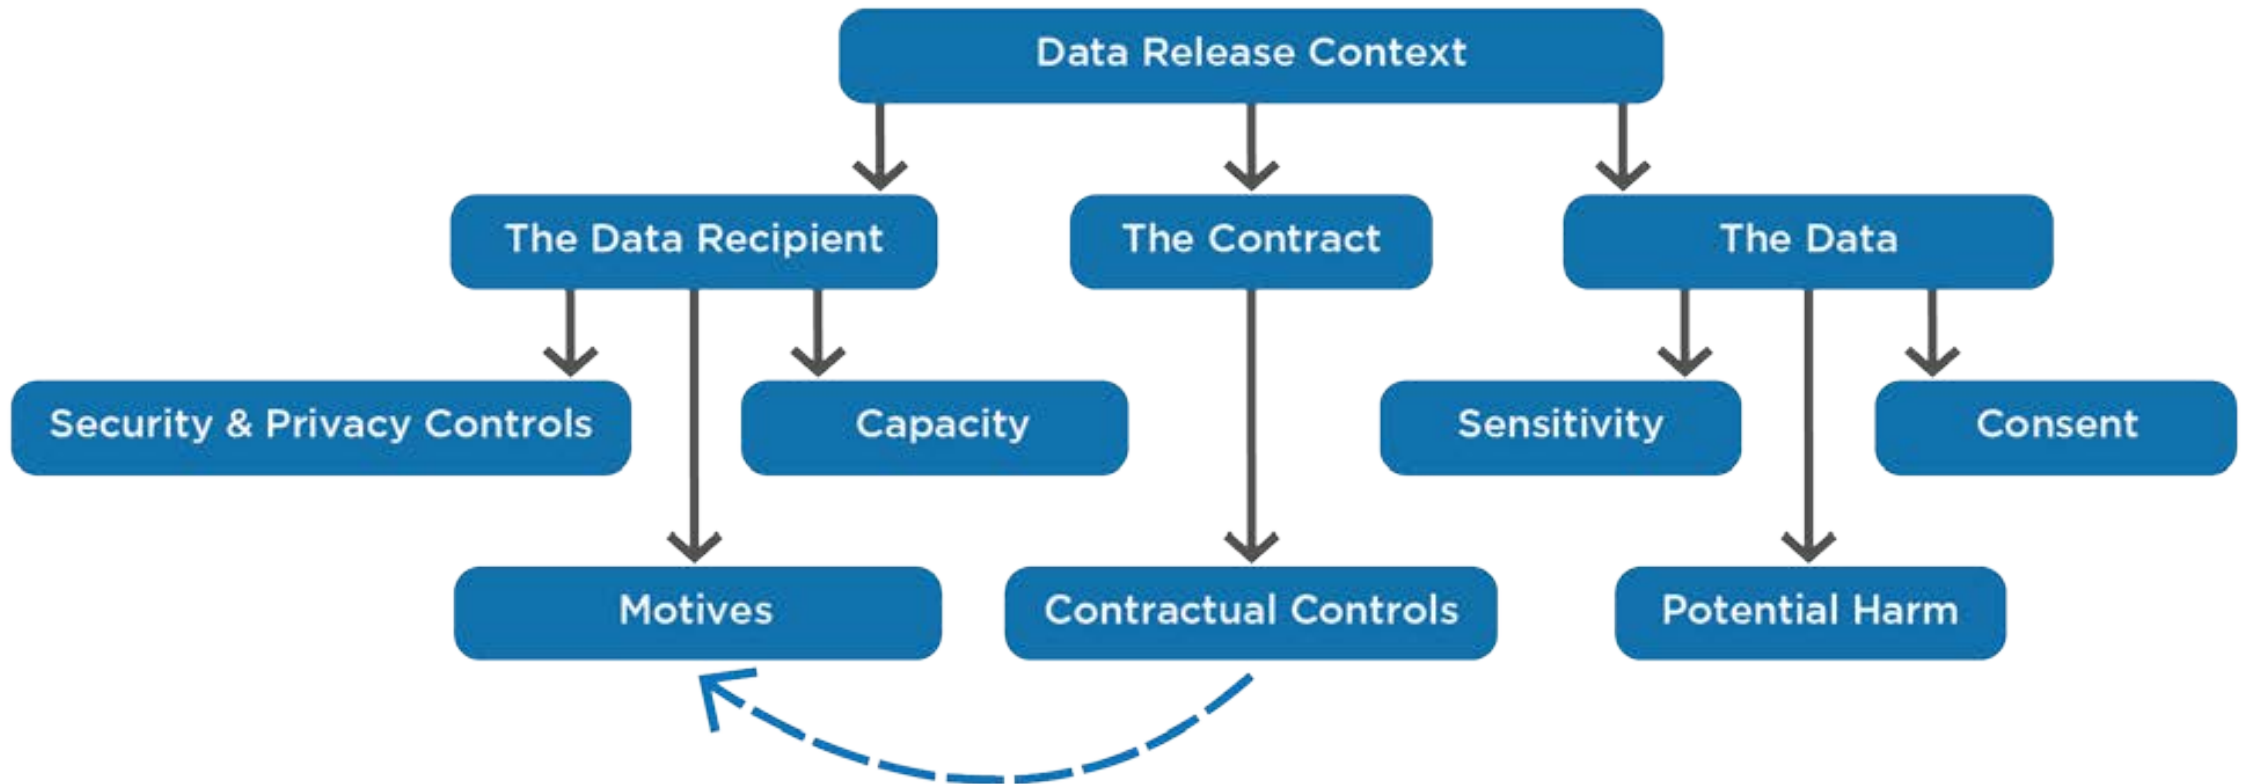 Data Release Context
The Data Recipient
The Contract
The Data
Security & Privacy Controls
Capacity
Sensitivity
Consent
Motives
Contractual Controls
Potential Harm